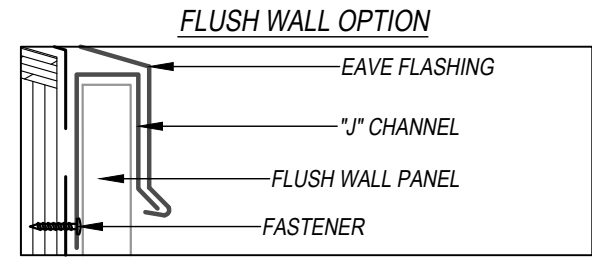 FLUSH WALL OPTION
EAVE FLASHING
"J" CHANNEL
FLUSH WALL PANEL
FASTENER